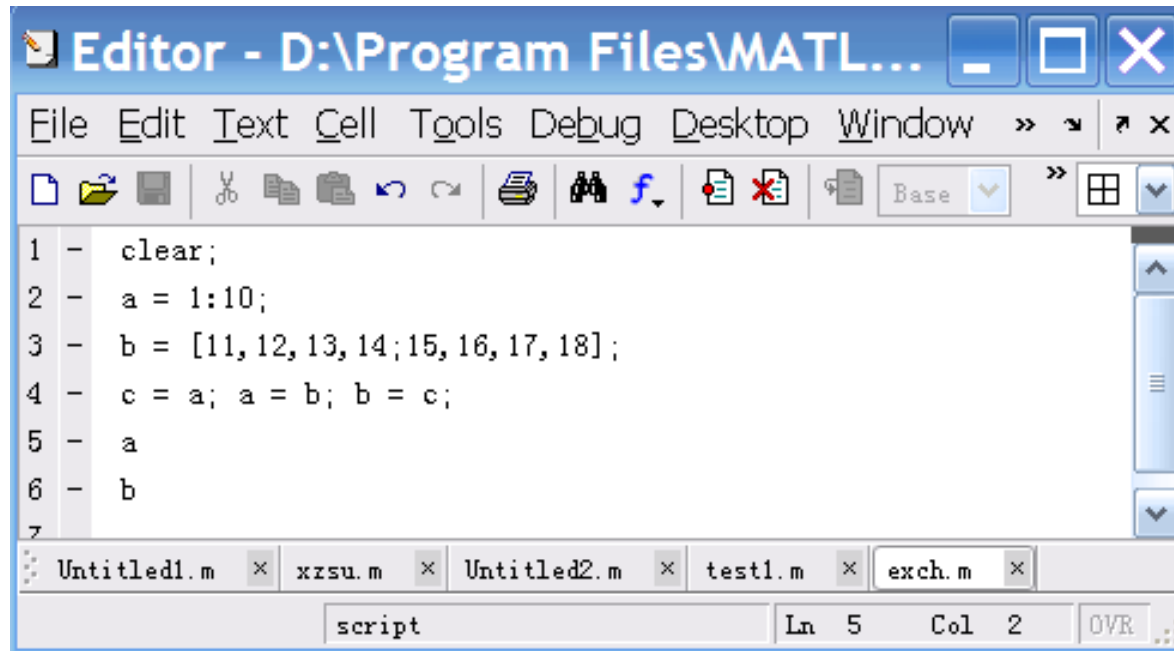 Editor - D:\Program Files\MATL...
File Edit Text Cell Tools Debug Desktop Window »
Base »
1 - clear;
2 - a = 1:10;
3 - b = [11,12,13,14;15,16,17,18];
4 - c = a; a = b; b = c;
5 - a
6 - b
7
Untitled1.m × xzsu.m × Untitled2.m × test1.m × exch.m ×
script Ln 5 Col 2 OVR